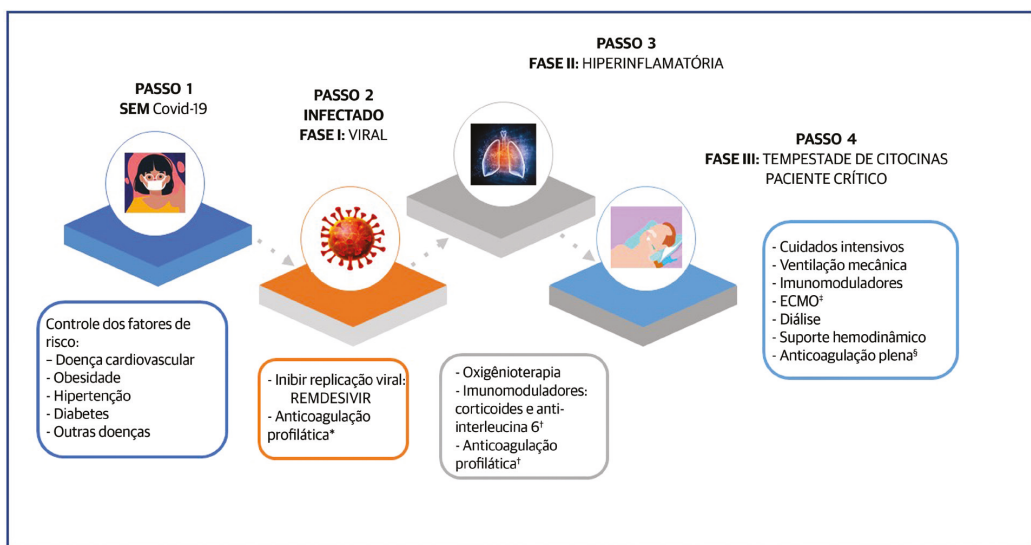 PASSO 1
SEM Covid-19
Controle dos fatores de
risco:
– Doença cardiovascular
- Obesidade
- Hipertenção
- Diabetes
- Outras doenças
PASSO 2
INFECTADO
FASE I: VIRAL
- Inibir replicação viral:
REMDESIVIR
- Anticoagulação
profilática*
PASSO 3
FASE II: HIPERINFLAMATÓRIA
- Oxigênioterapia
- Imunomoduladores:
corticoides e anti-
interleucina 6†
- Anticoagulação
profilática†
PASSO 4
FASE III: TEMPESTADE DE CITOCINAS
PACIENTE CRÍTICO
- Cuidados intensivos
- Ventilação mecânica
- Imunomoduladores
- ECMO‡
- Diálise
- Suporte hemodinâmico
- Anticoagulação plena§